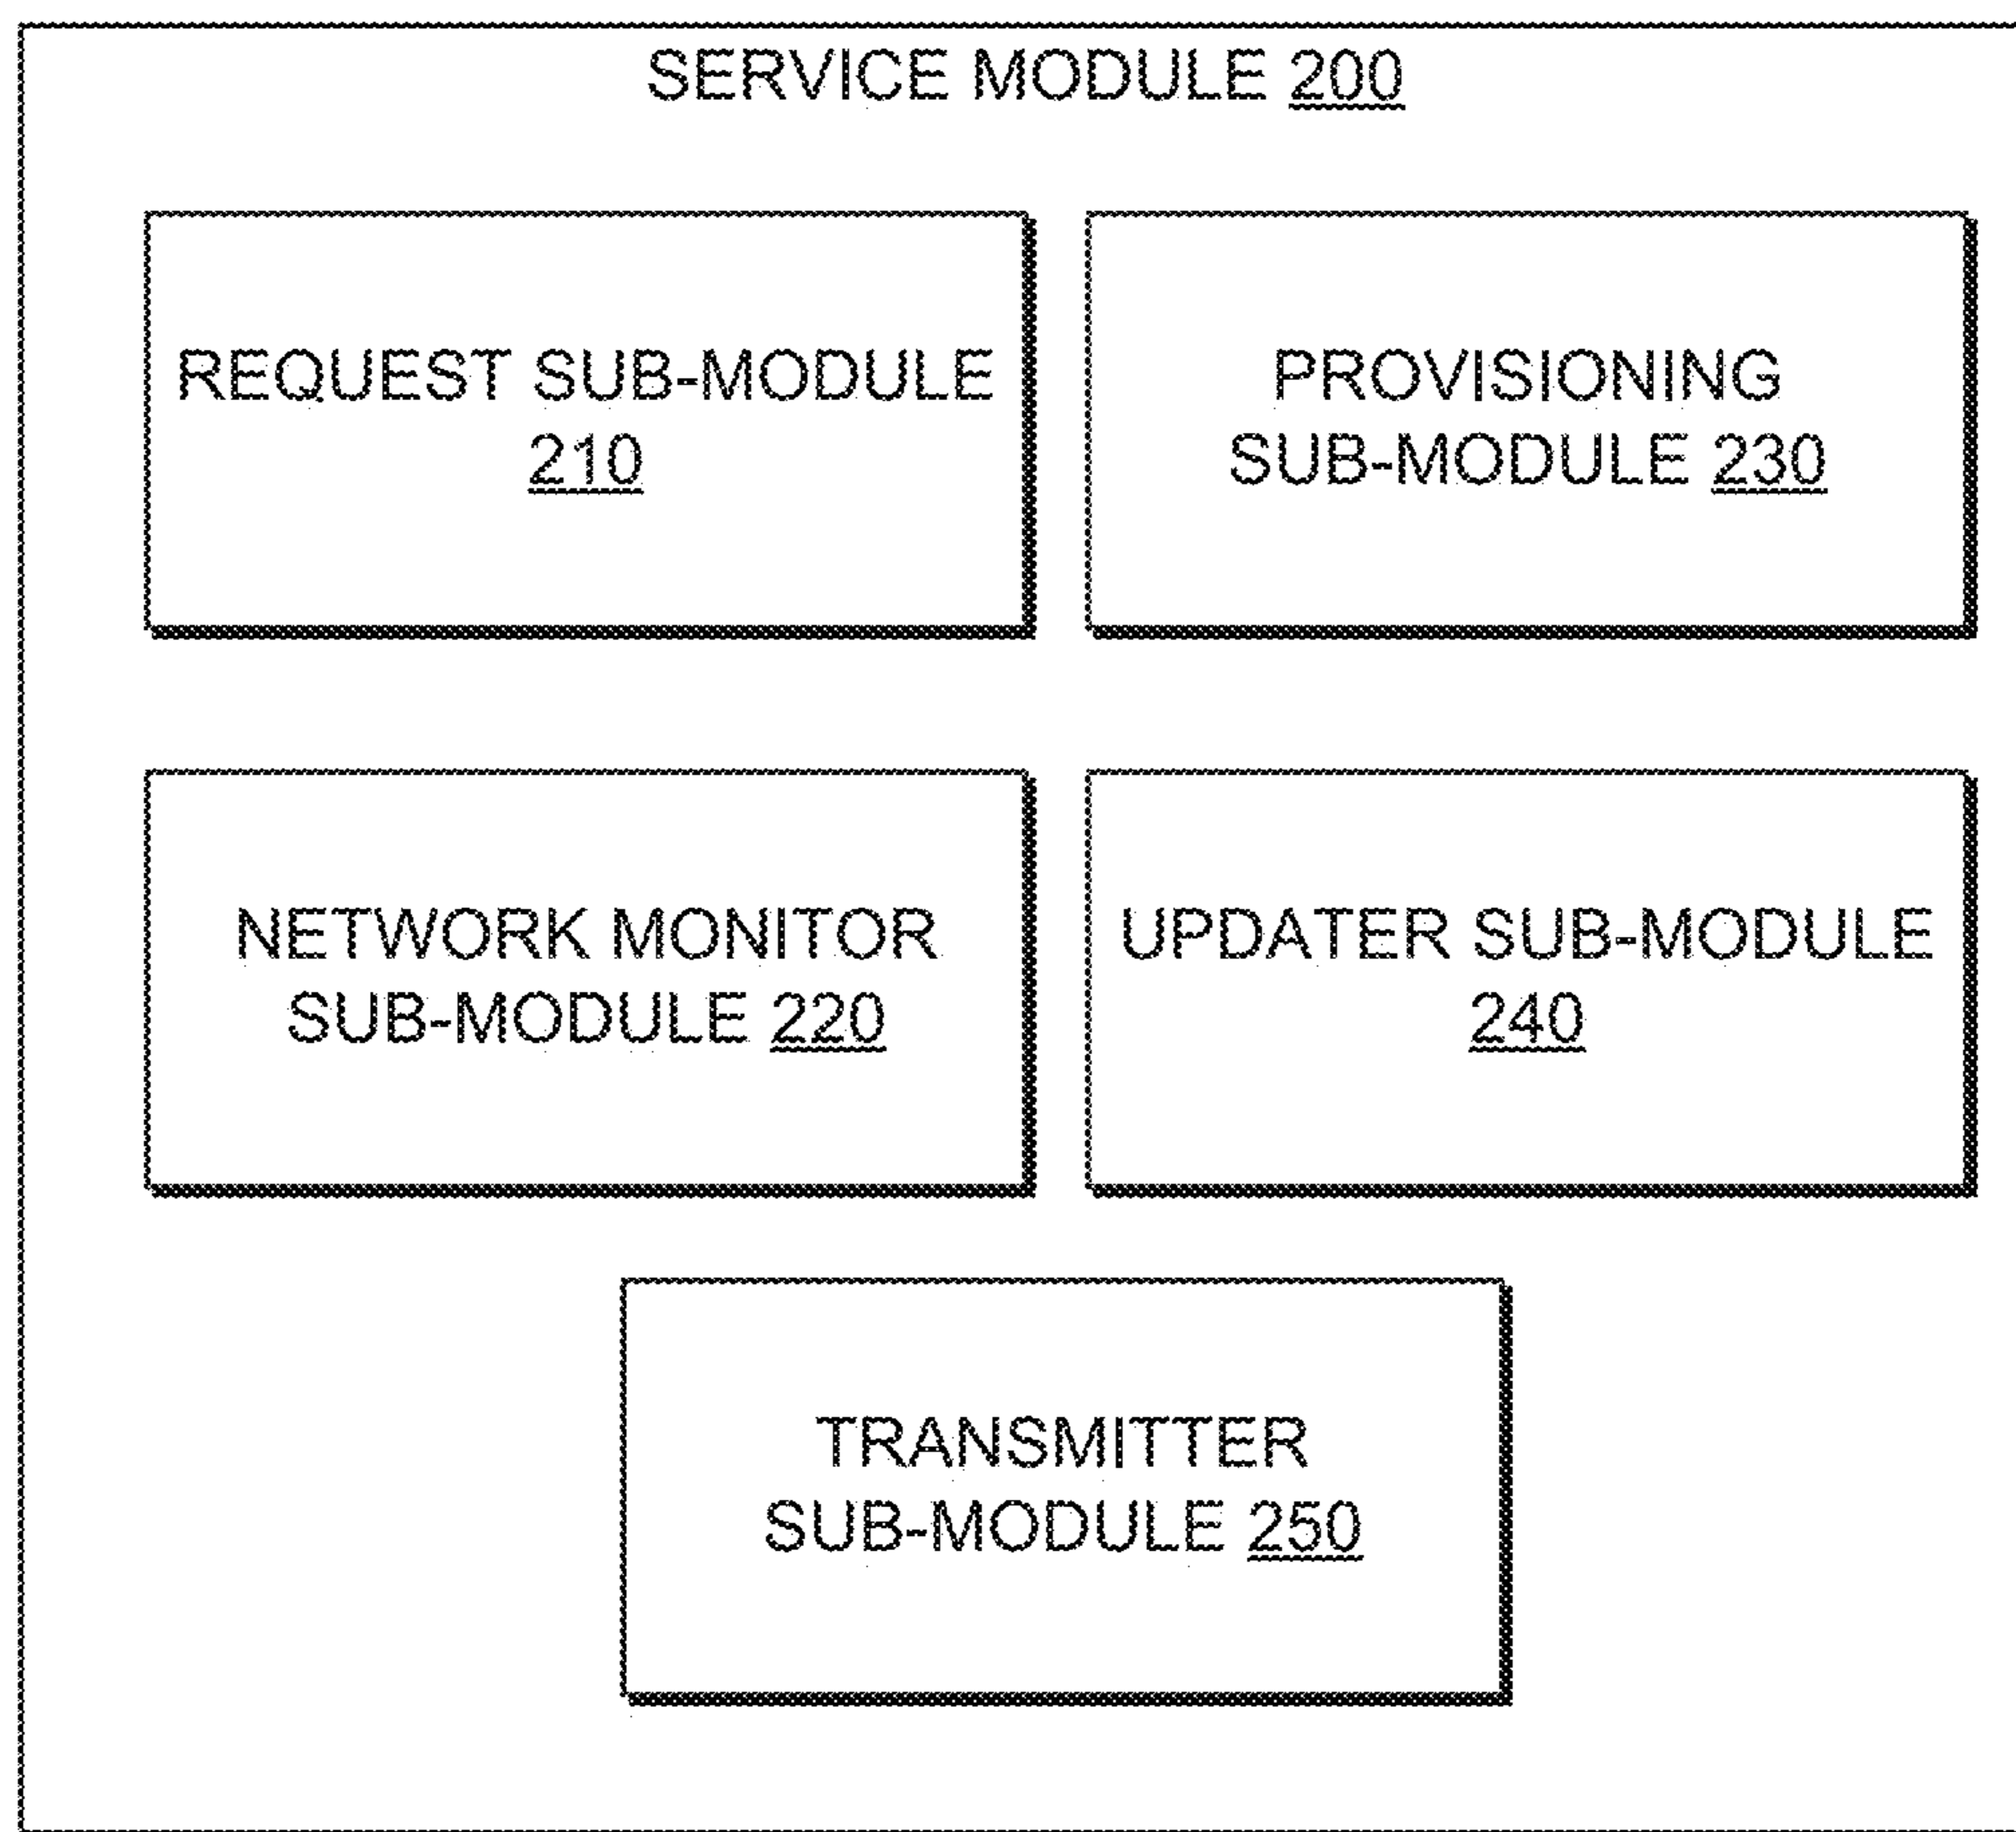 SERVICE MODULE 200
REQUEST SUB-MODULE
210
PROVISIONING
SUB-MODULE 230
NETWORK MONITOR
SUB-MODULE 220
UPDATER SUB-MODULE
240
TRANSMITTER
SUB-MODULE 250